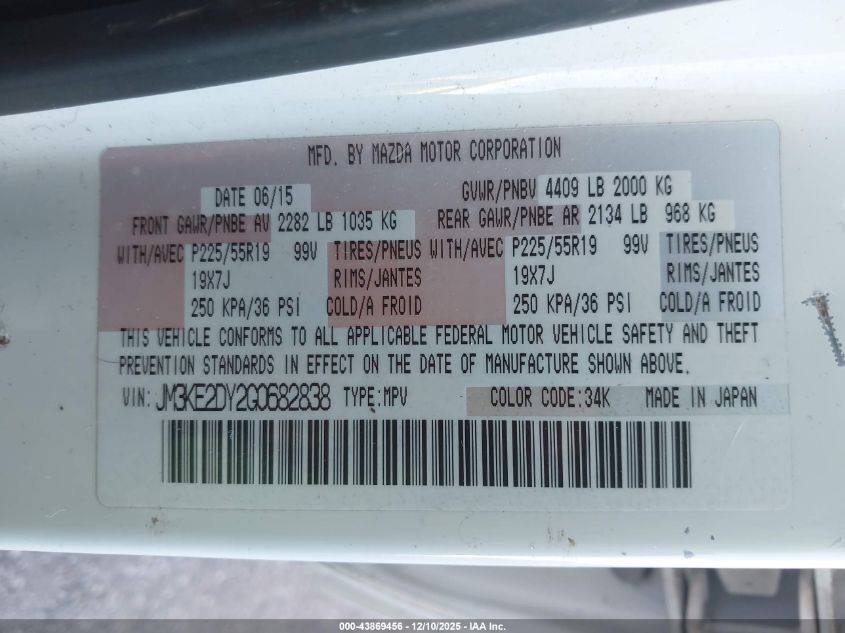 MFD. BY MAZDA MOTOR CORPORATION
DATE 06/15 GVWR/PNBV 4409 LB 2000 KG
FRONT GAWR/PNBE AV 2282 LB 1035 KG REAR GAWR/PNBE AR 2134 LB 968 KG
WITH/AVEC P225/55R19 99V TIRES/PNEUS WITH/AVEC P225/55R19 99V TIRES/PNEUS
19X7J RIMS/JANTES 19X7J RIMS/JANTES
250 KPA/36 PSI COLD/A FROID 250 KPA/36 PSI COLD/A FROID
THIS VEHICLE CONFORMS TO ALL APPLICABLE FEDERAL MOTOR VEHICLE SAFETY AND THEFT
PREVENTION STANDARDS IN EFFECT ON THE DATE OF MANUFACTURE SHOWN ABOVE.
VIN: JM3KE2DY2G0682838 TYPE:MPV COLOR CODE:34K MADE IN JAPAN
000-43869456 - 12/10/2025 - IAA Inc.